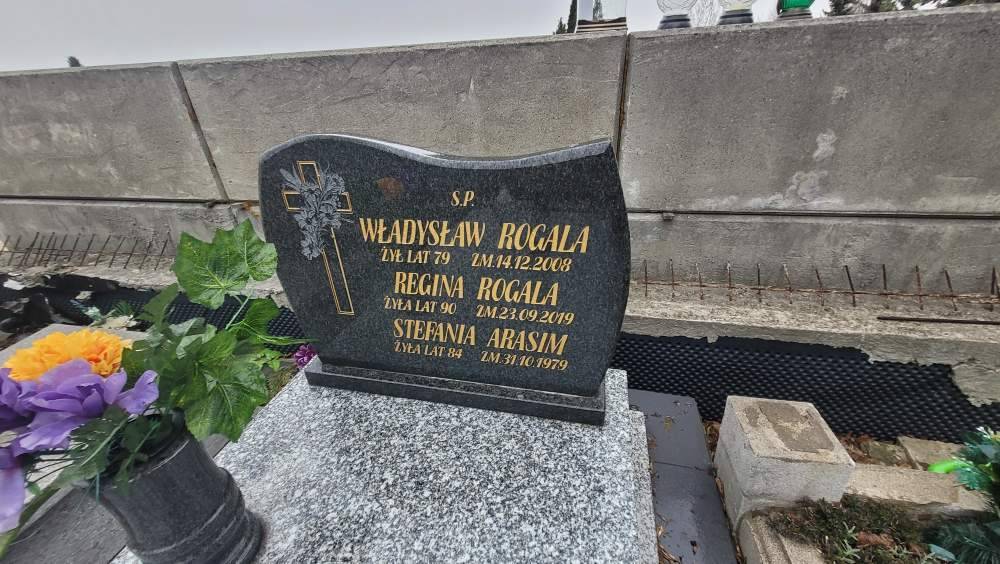 S.P.
WŁADYSŁAW ROGALA
ŻYŁ LAT 79 ZM.14.12.2008
REGINA ROGALA
ŻYŁA LAT 90 ZM.23.09.2019
STEFANIA ARASIM
ŻYŁA LAT 84 ZM.31.10.1979